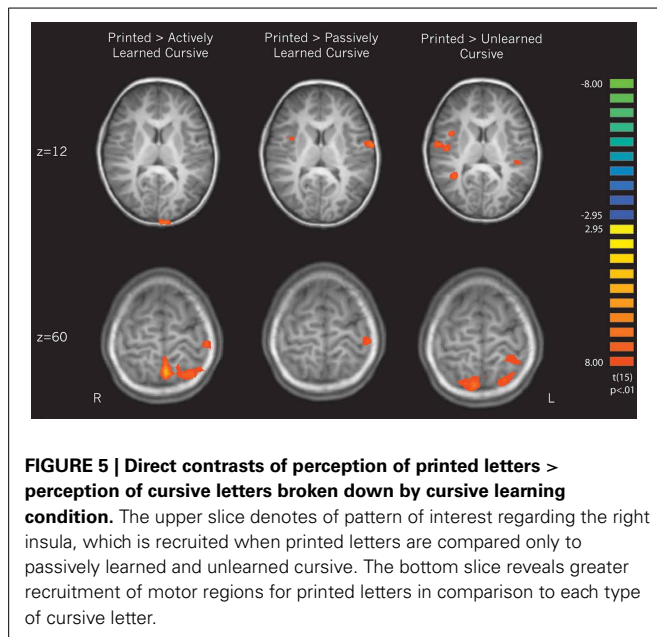 Printed > Actively
Learned Cursive
Printed > Passively
Learned Cursive
Printed > Unlearned
Cursive
z=12
-8.00
-2.95
2.95
z=60
8.00
t(15)
p<.01
R
L
FIGURE 5 | Direct contrasts of perception of printed letters >
perception of cursive letters broken down by cursive learning
condition. The upper slice denotes of pattern of interest regarding the right
insula, which is recruited when printed letters are compared only to
passively learned and unlearned cursive. The bottom slice reveals greater
recruitment of motor regions for printed letters in comparison to each type
of cursive letter.